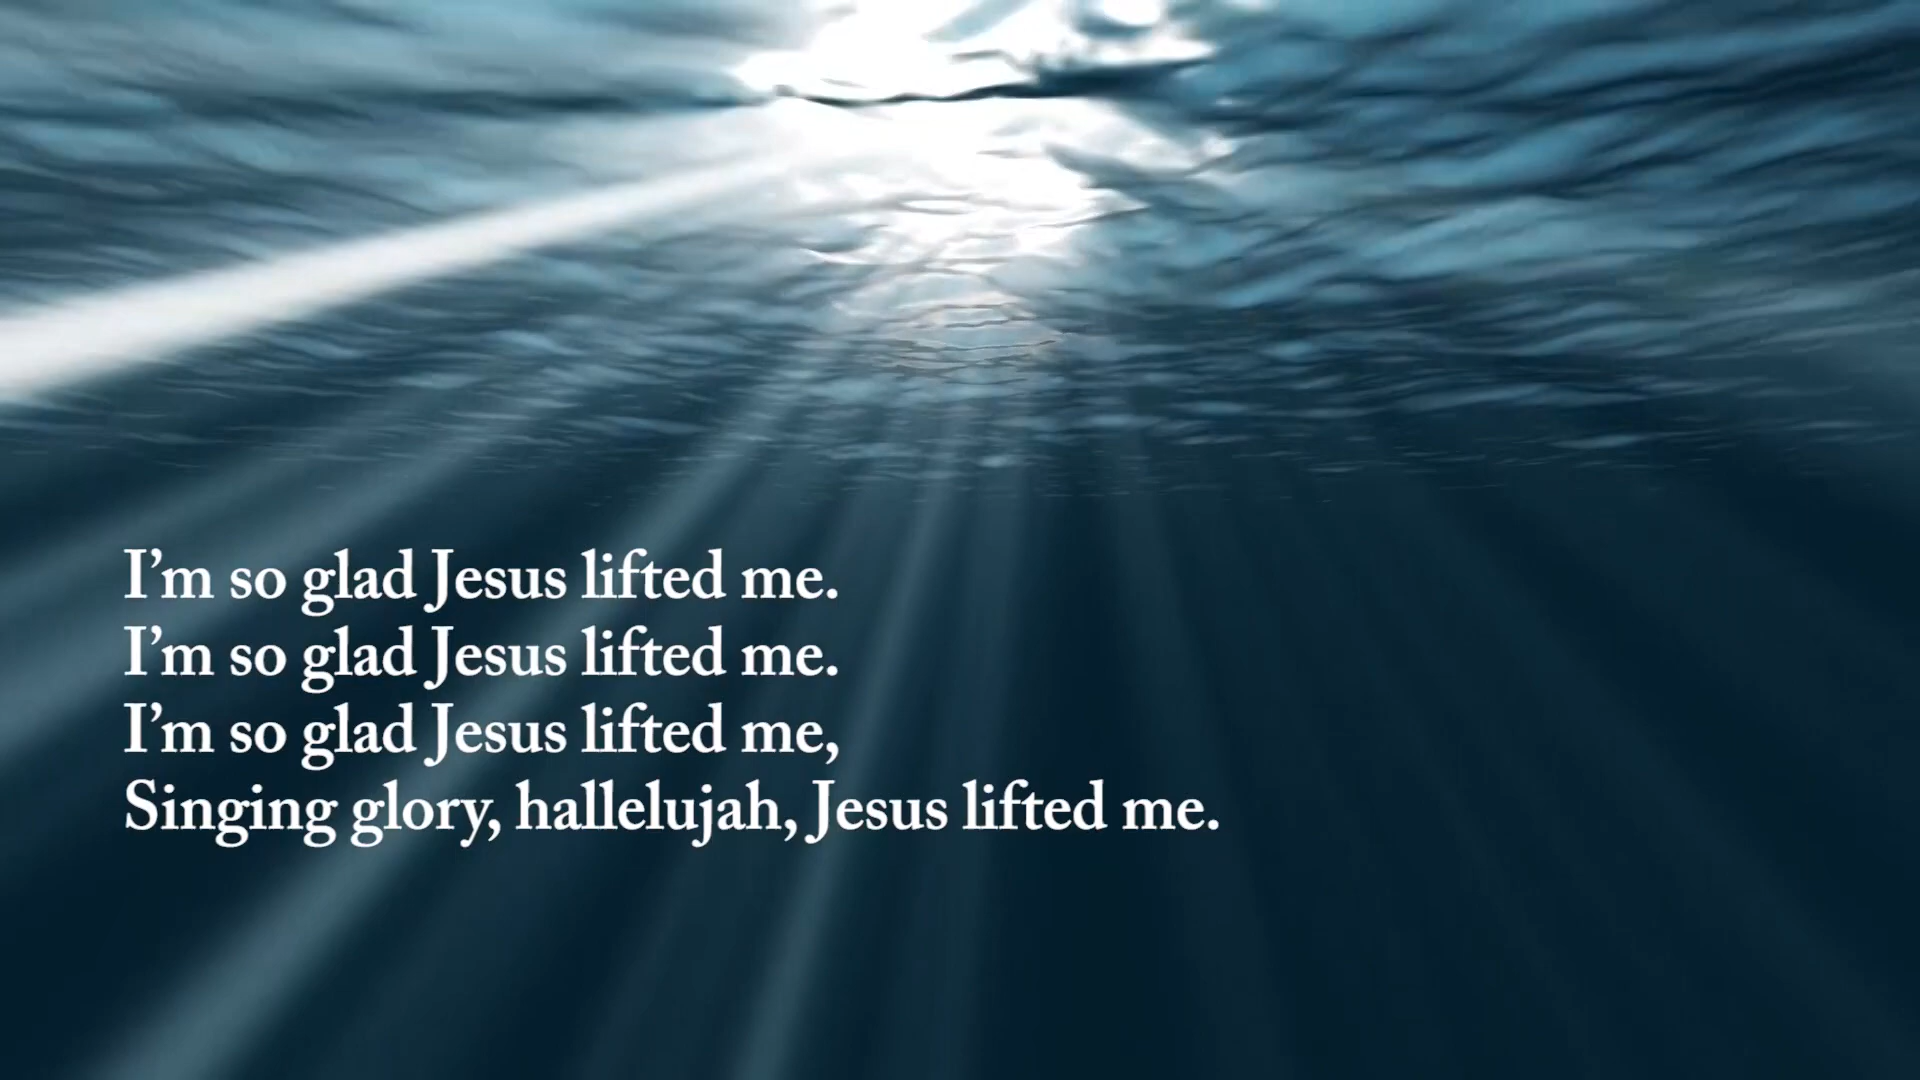 I’m so glad Jesus lifted me.
I’m so glad Jesus lifted me.
I’m so glad Jesus lifted me,
Singing glory, hallelujah, Jesus lifted me.